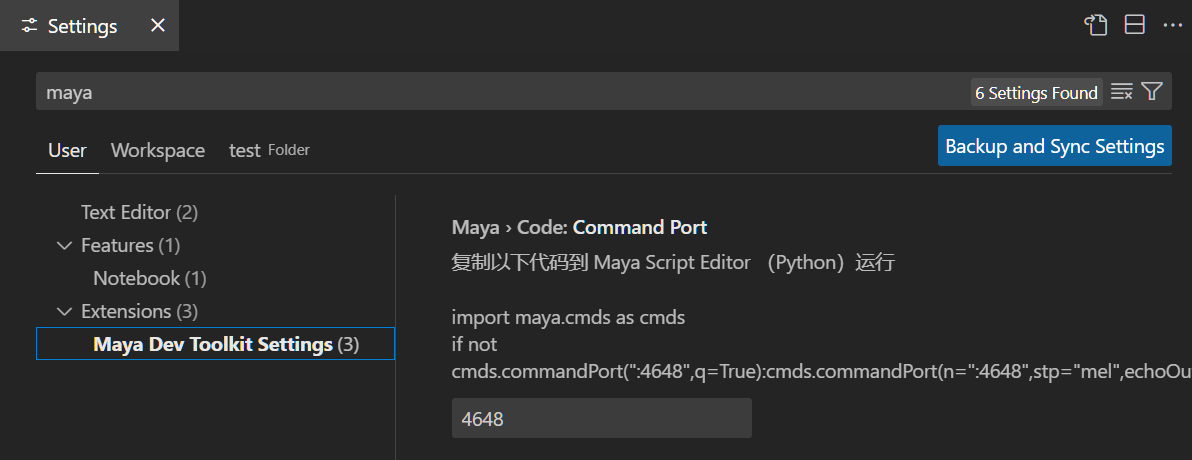 Settings
maya
6 Settings Found
User Workspace test Folder
Backup and Sync Settings
Text Editor (2)
Features (1)
Notebook (1)
Extensions (3)
Maya Dev Toolkit Settings (3)
Maya › Code: Command Port
复制以下代码到 Maya Script Editor （Python）运行
import maya.cmds as cmds
if not
cmds.commandPort(":4648",q=True):cmds.commandPort(n=":4648",stp="mel",echoOu
4648